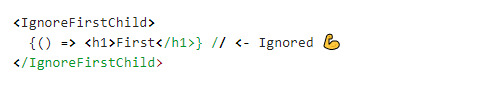 <IgnoreFirstChild>
{() => <h1>First</h1>} // <- Ignored 💪
</IgnoreFirstChild>